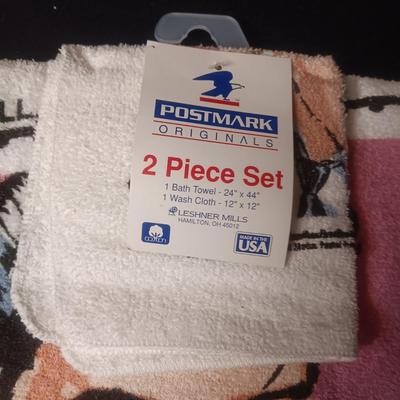 POSTMARK
ORIGINALS
2 Piece Set
1 Bath Towel - 24" x 44"
1 Wash Cloth - 12" x 12"
LESHNER MILLS
HAMILTON, OH 45012
COTTON
MADE IN THE
USA